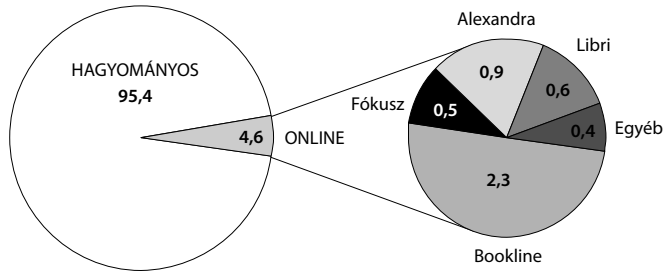 HAGYOMÁNYOS
95,4
4,6
ONLINE
Alexandra
0,9
Libri
0,6
Fókusz
0,5
Egyéb
0,4
2,3
Bookline